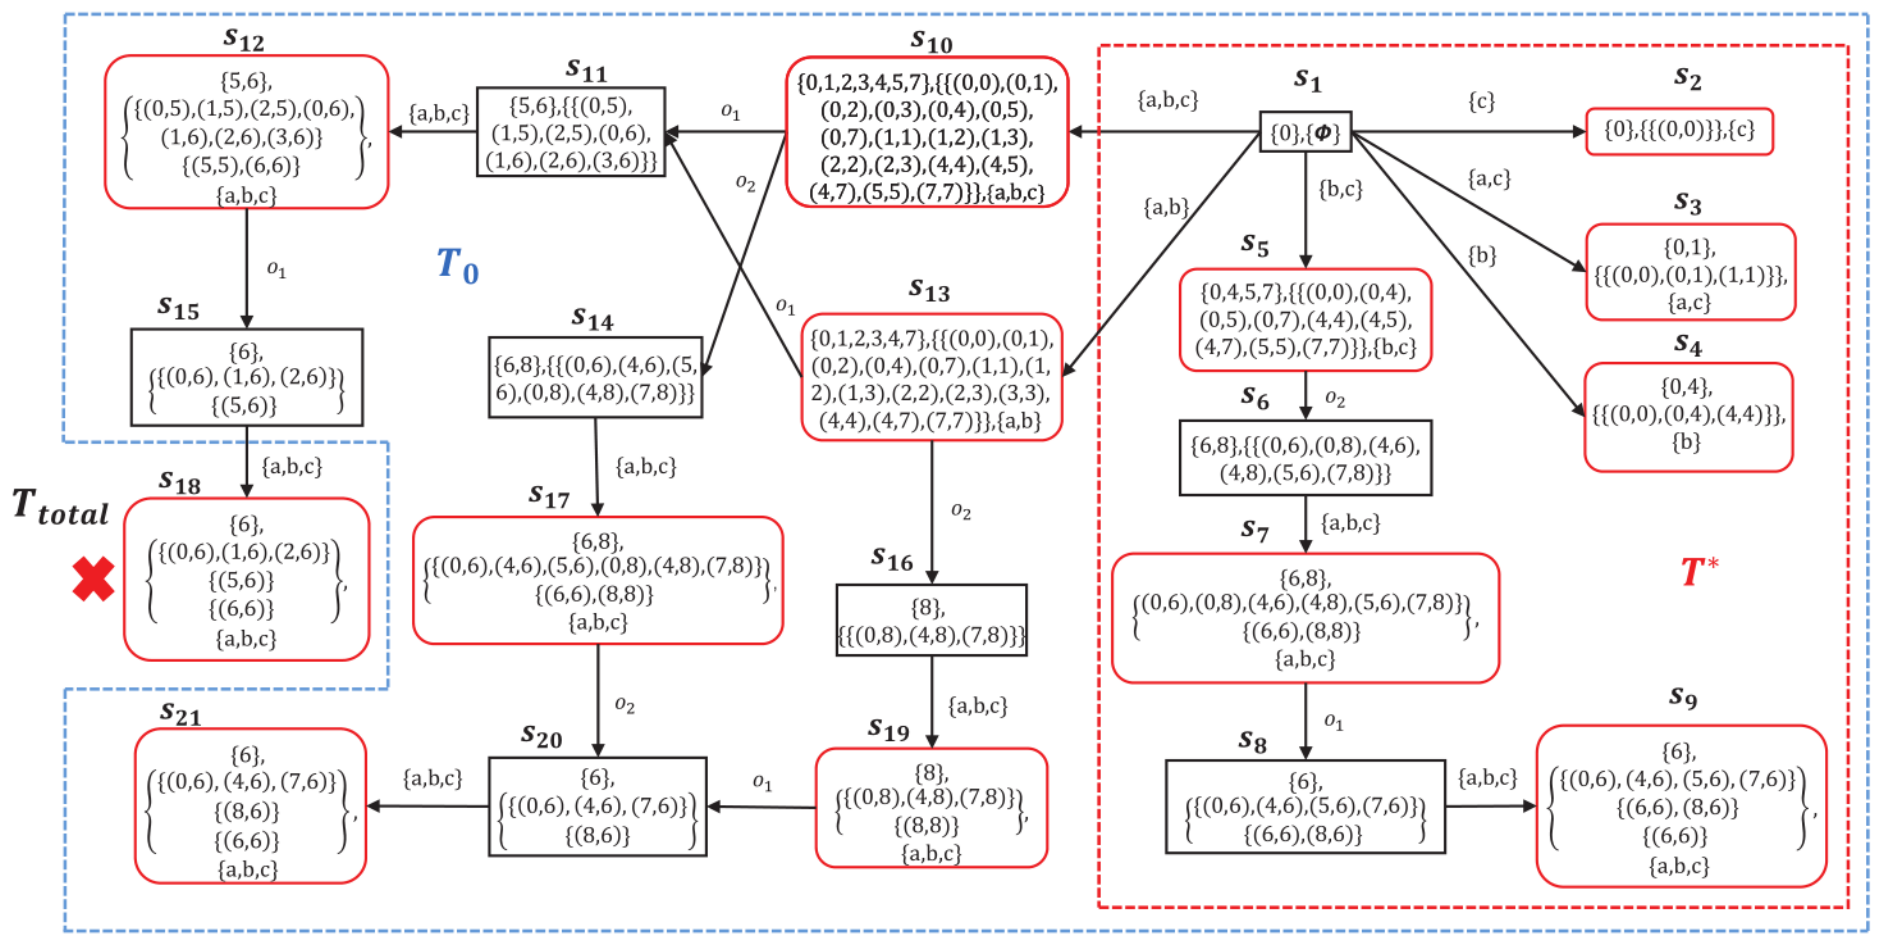 s12
{5,6},
{(0,5),(1,5),(2,5),(0,6),
(1,6),(2,6),(3,6)}
{(5,5),(6,6)}
,
{a,b,c}
{a,b,c}
s11
{5,6},{{(0,5),
(1,5),(2,5),(0,6),
(1,6),(2,6),(3,6)}}
o1
o2
s10
{0,1,2,3,4,5,7},{{(0,0),(0,1),
(0,2),(0,3),(0,4),(0,5),
(0,7),(1,1),(1,2),(1,3),
(2,2),(2,3),(4,4),(4,5),
(4,7),(5,5),(7,7)}},{a,b,c}
{a,b,c}
{a,b}
s1
{0},{Φ}
{c}
{a,c}
{b}
{b,c}
s2
{0},{{(0,0)}},{c}
s3
{0,1},
{{(0,0),(0,1),(1,1)}},
{a,c}
s4
{0,4},
{{(0,0),(0,4),(4,4)}},
{b}
s5
{0,4,5,7},{{(0,0),(0,4),
(0,5),(0,7),(4,4),(4,5),
(4,7),(5,5),(7,7)}},{b,c}
o2
s6
{6,8},{{(0,6),(0,8),(4,6),
(4,8),(5,6),(7,8)}}
{a,b,c}
s7
{6,8},
{(0,6),(0,8),(4,6),(4,8),(5,6),(7,8)}
{(6,6),(8,8)}
,
{a,b,c}
T*
o1
s8
{6},
{(0,6),(4,6),(5,6),(7,6)}
{(6,6),(8,6)}
{a,b,c}
s9
{6},
{(0,6),(4,6),(5,6),(7,6)}
{(6,6),(8,6)}
{(6,6)}
,
{a,b,c}
T0
o1
o1
s13
{0,1,2,3,4,7},{{(0,0),(0,1),
(0,2),(0,4),(0,7),(1,1),(1,
2),(1,3),(2,2),(2,3),(3,3),
(4,4),(4,7),(7,7)}},{a,b}
o2
s14
{6,8},{{(0,6),(4,6),(5,
6),(0,8),(4,8),(7,8)}}
{a,b,c}
s15
{6},
{(0,6),(1,6),(2,6)}
{(5,6)}
{a,b,c}
Ttotal
s18
{6},
{(0,6),(1,6),(2,6)}
{(5,6)}
{(6,6)}
,
{a,b,c}
s17
{6,8},
{(0,6),(4,6),(5,6),(0,8),(4,8),(7,8)}
{(6,6),(8,8)}
,
{a,b,c}
o2
s16
{8},
{{(0,8),(4,8),(7,8)}}
{a,b,c}
s19
{8},
{(0,8),(4,8),(7,8)}
{(8,8)}
,
{a,b,c}
o1
s20
{6},
{(0,6),(4,6),(7,6)}
{(8,6)}
{a,b,c}
s21
{6},
{(0,6),(4,6),(7,6)}
{(8,6)}
{(6,6)}
,
{a,b,c}